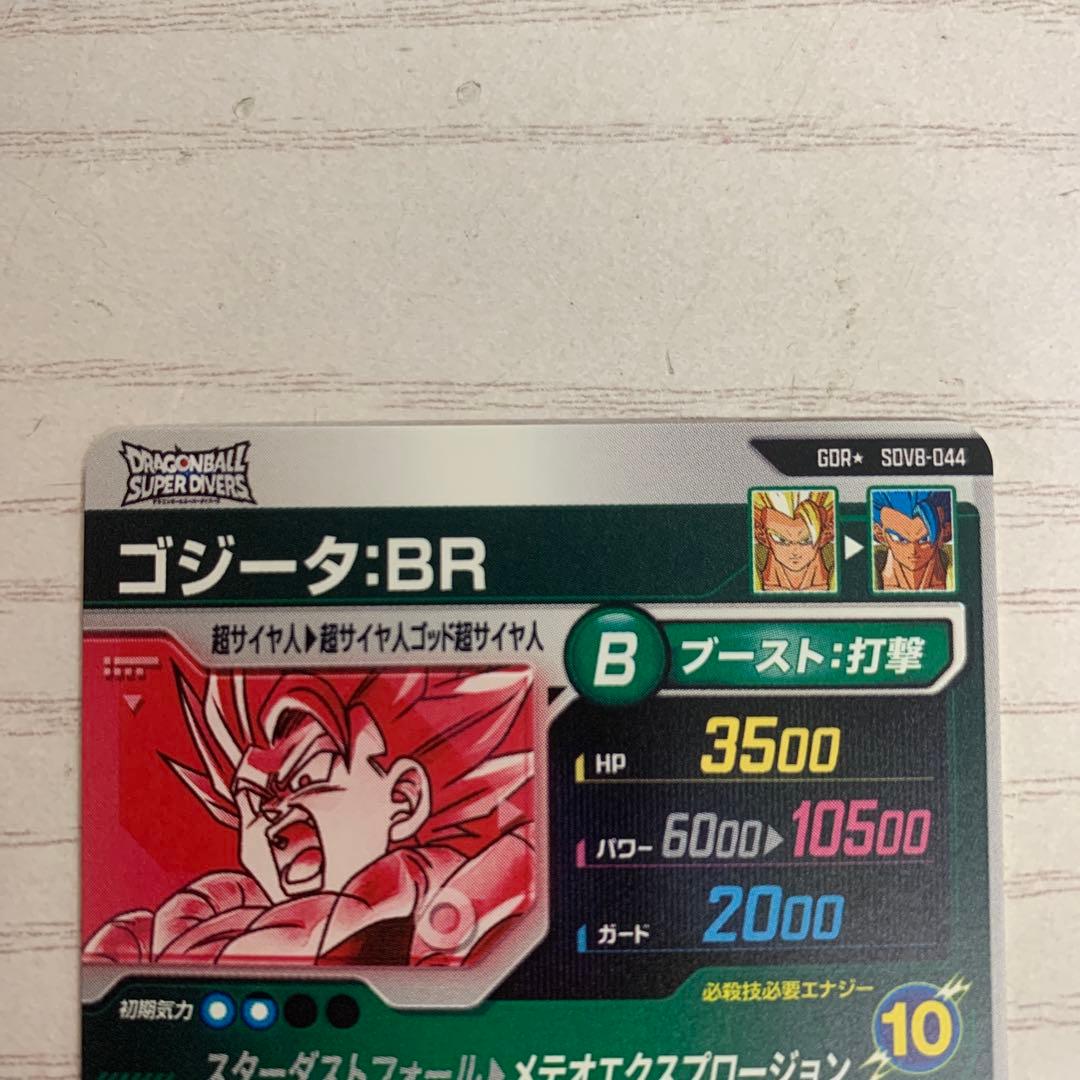 DRAGONBALL
SUPER DIVERS
GDR★ SDV8-044
ゴジータ:BR
超サイヤ人▶超サイヤ人ゴッド超サイヤ人
B ブースト:打撃
HP 3500
パワー 6000▶10500
ガード 2000
初期気力
必殺技必要エナジー
10
スターダストフォール▶メテオエクスプロージョン